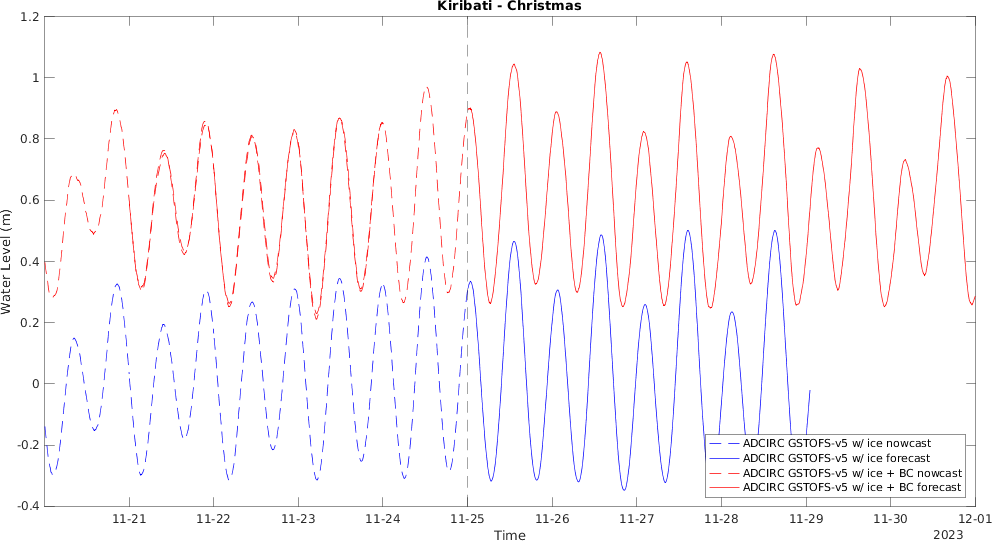 Kiribati - Christmas
Water Level (m)
1.2
1
0.8
0.6
0.4
0.2
0
-0.2
-0.4
ADCIRC GSTOFS-v5 w/ ice nowcast
ADCIRC GSTOFS-v5 w/ ice forecast
ADCIRC GSTOFS-v5 w/ ice + BC nowcast
ADCIRC GSTOFS-v5 w/ ice + BC forecast
11-21 11-22 11-23 11-24 11-25 11-26 11-27 11-28 11-29 11-30 12-01
Time
2023